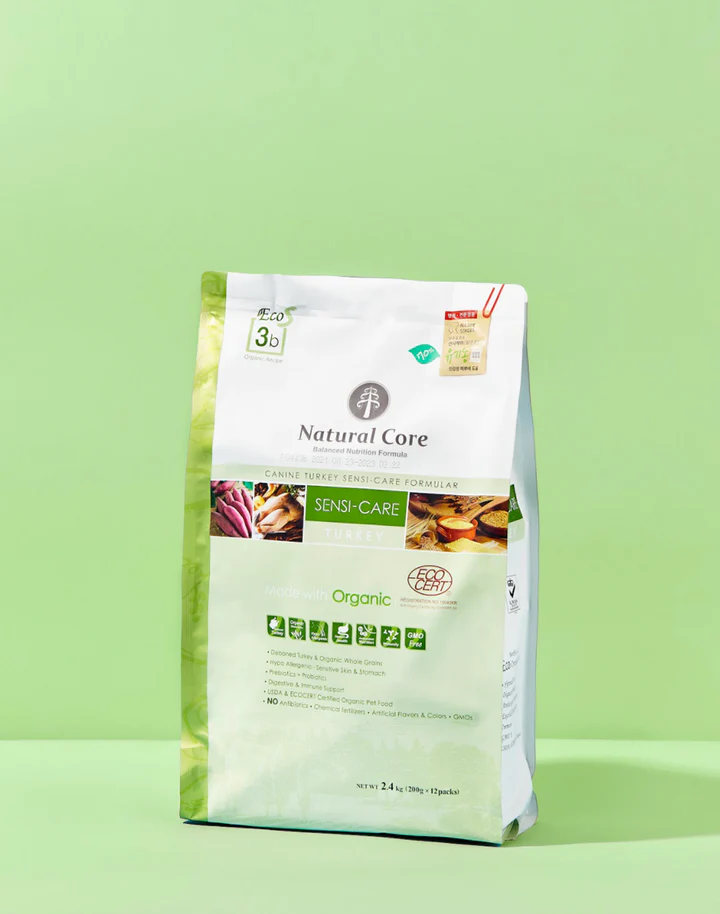 Eco
3b
Organic Recipe
70%
Natural Core
Balanced Nutrition Formula
CANINE TURKEY SENSI-CARE FORMULAR
SENSI-CARE
TURKEY
ECO
CERT
Made with Organic
GMO
Free
• Deboned Turkey & Organic Whole Grains
• Hypo Allergenic - Sensitive Skin & Stomach
• Prebiotics + Probiotics
• Digestive & Immune Support
• USDA & ECOCERT Certified Organic Pet Food
• NO Antibiotics • Chemical fertilizers • Artificial Flavors & Colors • GMOs
NET WT 2.4kg (200g × 12packs)